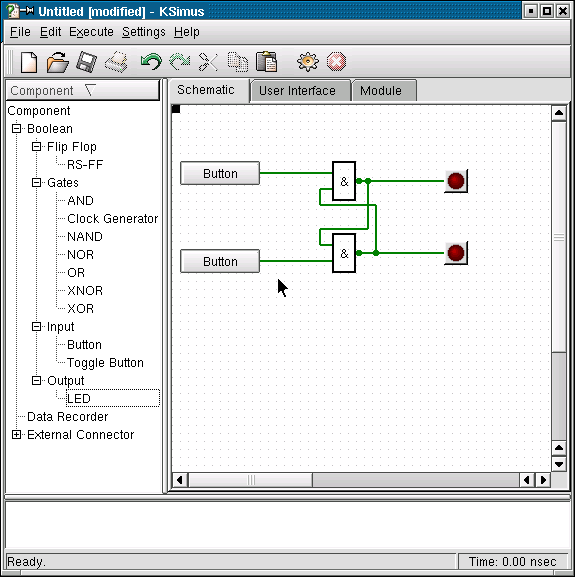 Untitled [modified] - KSimus
File Edit Execute Settings Help
Component
Schematic User Interface Module
Component
Boolean
Flip Flop
RS-FF
Gates
AND
Clock Generator
NAND
NOR
OR
XNOR
XOR
Input
Button
Toggle Button
Output
LED
Data Recorder
External Connector
Button
&
Button
&
Ready.
Time: 0.00 nsec